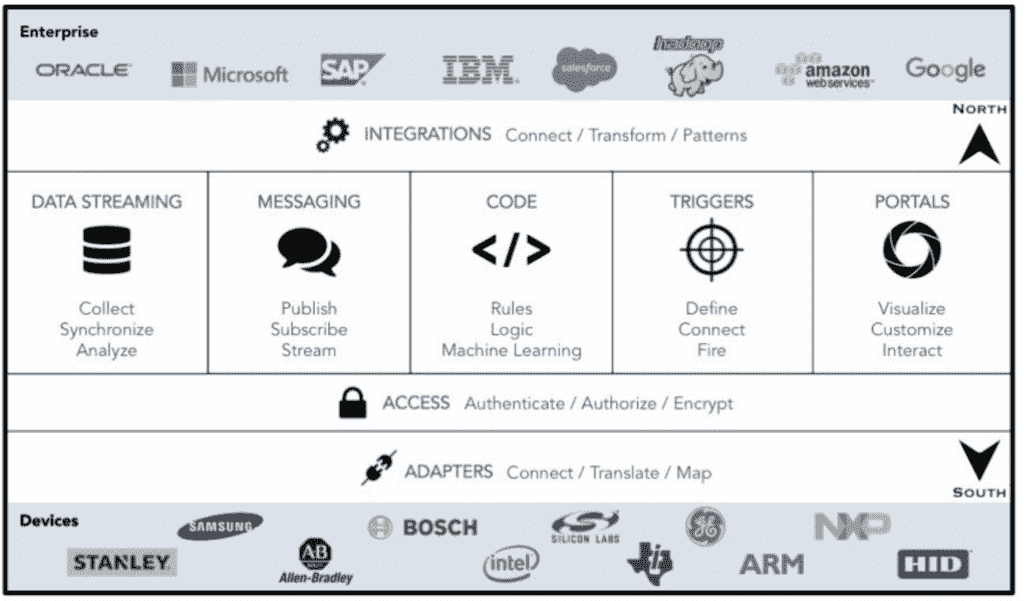 Enterprise
ORACLE Microsoft SAP IBM salesforce hadoop amazon webservices Google
NORTH
INTEGRATIONS Connect / Transform / Patterns
DATA STREAMING
Collect
Synchronize
Analyze
MESSAGING
Publish
Subscribe
Stream
CODE
</>
Rules
Logic
Machine Learning
TRIGGERS
Define
Connect
Fire
PORTALS
Visualize
Customize
Interact
ACCESS Authenticate / Authorize / Encrypt
ADAPTERS Connect / Translate / Map
SOUTH
Devices
SAMSUNG BOSCH SILICON LABS GE NXP
STANLEY AB Allen-Bradley intel ARM HID